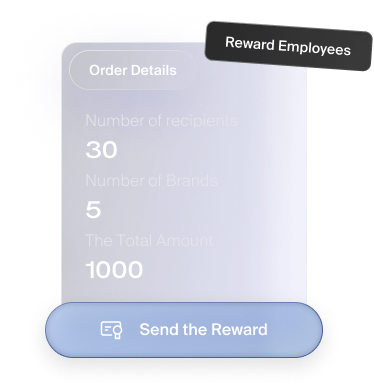 Reward Employees
Order Details
Number of recipients
30
Number of Brands
5
The Total Amount
1000
Send the Reward